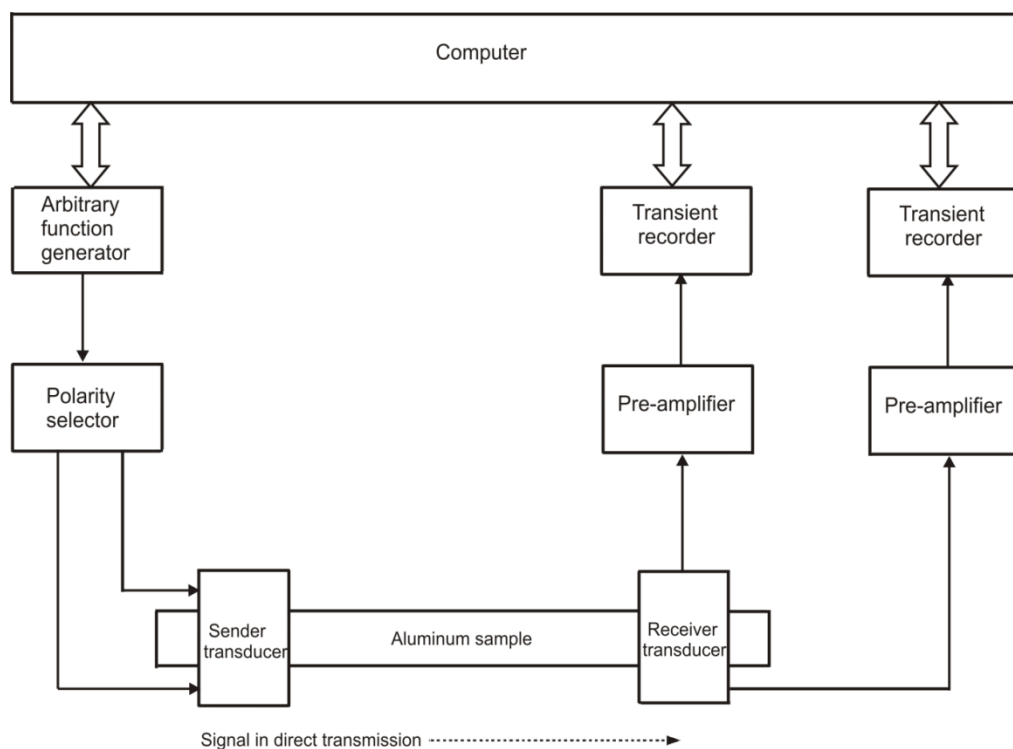 Computer
Arbitrary
function
generator
Transient
recorder
Transient
recorder
Polarity
selector
Pre-amplifier
Pre-amplifier
Sender
transducer
Aluminum sample
Receiver
transducer
Signal in direct transmission